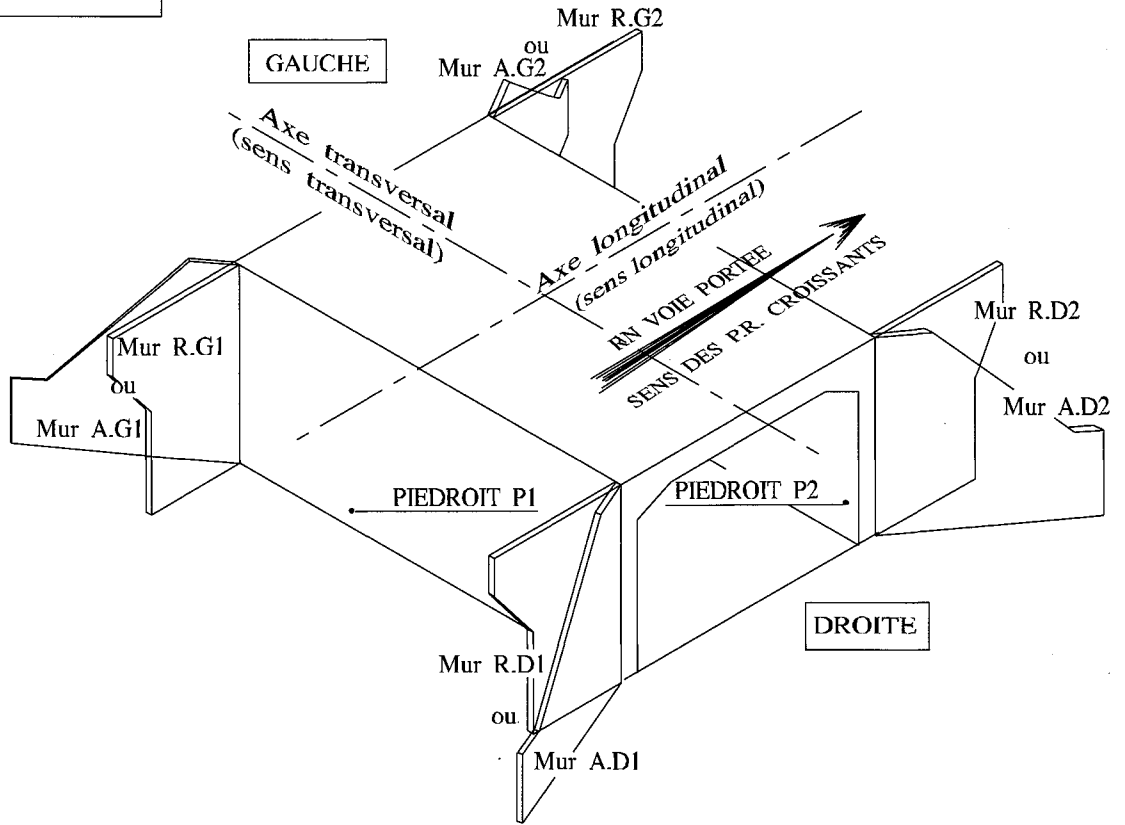 Mur R.G2
ou
Mur A.G2
GAUCHE
Axe transversal
(sens transversal)
Axe longitudinal
(sens longitudinal)
RN VOIE PORTEE
SENS DES P.R. CROISSANTS
Mur R.G1
ou
Mur A.G1
Mur R.D2
ou
Mur A.D2
PIEDROIT P1
PIEDROIT P2
DROITE
Mur R.D1
ou
Mur A.D1